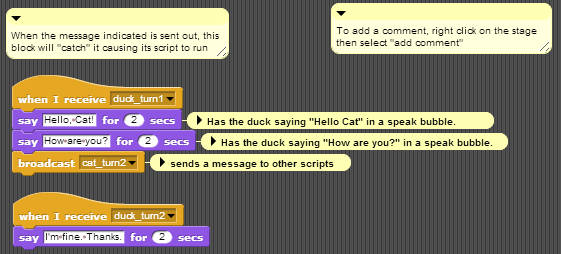 When the message indicated is sent out, this
block will "catch" it causing its script to run
To add a comment, right click on the stage
then select "add comment"
when I receive duck_turn1
say Hello, Cat! for 2 secs Has the duck saying "Hello Cat" in a speak bubble.
say How are you? for 2 secs Has the duck saying "How are you?" in a speak bubble.
broadcast cat_turn2 sends a message to other scripts
when I receive duck_turn2
say I'm fine. Thanks. for 2 secs